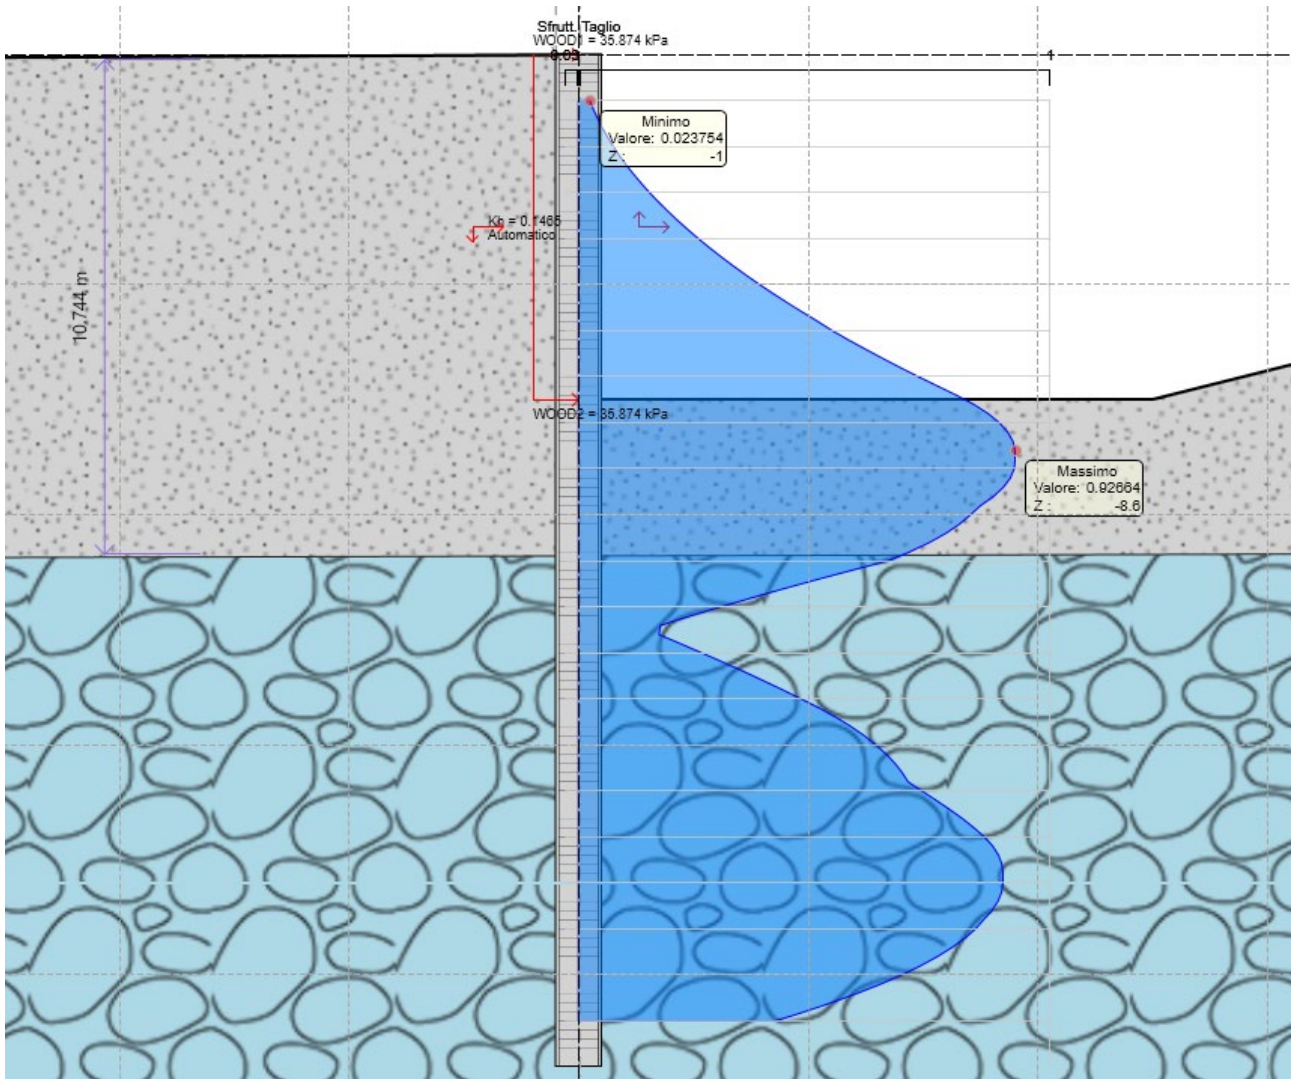 Sfrutt. Taglio
WOOD1 = 35.874 kPa
0.02
1
Minimo
Valore: 0.023754
Z : -1
Kh = 0.1465
Automatico
10,744 m
WOOD2 = 35.874 kPa
Massimo
Valore: 0.92664
Z : -8.6